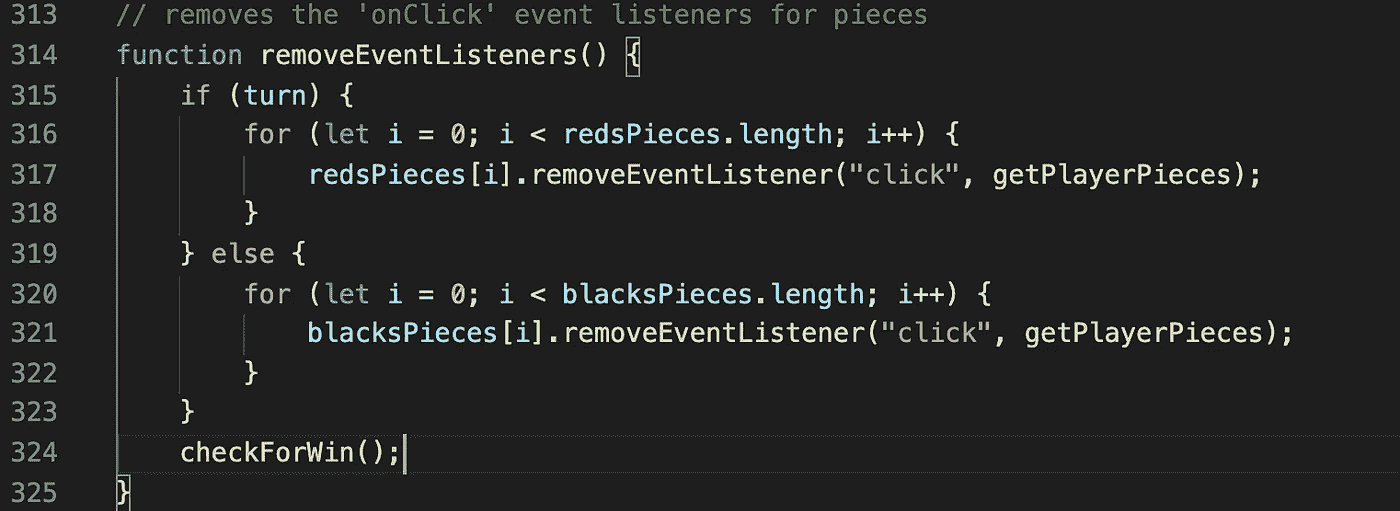 313 // removes the 'onClick' event listeners for pieces
314 function removeEventListeners() {
315 if (turn) {
316 for (let i = 0; i < redsPieces.length; i++) {
317 redsPieces[i].removeEventListener("click", getPlayerPieces);
318 }
319 } else {
320 for (let i = 0; i < blacksPieces.length; i++) {
321 blacksPieces[i].removeEventListener("click", getPlayerPieces);
322 }
323 }
324 checkForWin();
325 }